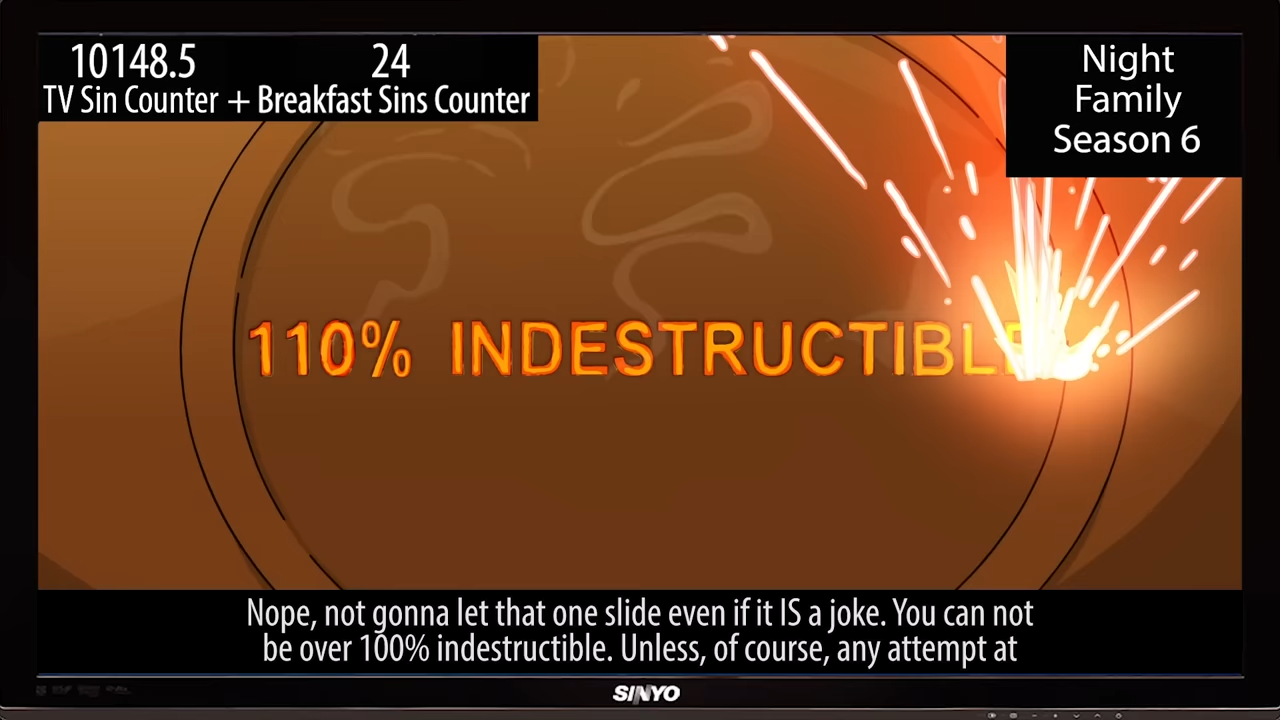 10148.5 24
TV Sin Counter + Breakfast Sins Counter
Night
Family
Season 6
110% INDESTRUCTIBLE
Nope, not gonna let that one slide even if it IS a joke. You can not
be over 100% indestructible. Unless, of course, any attempt at
SINYO